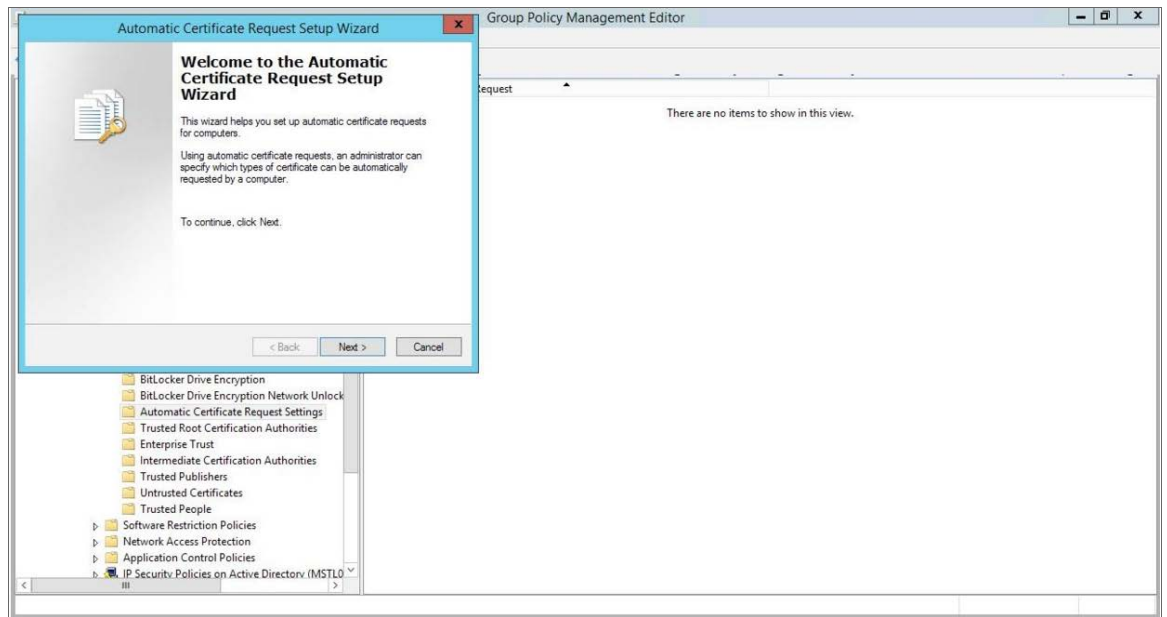 Group Policy Management Editor
Automatic Certificate Request Setup Wizard
Welcome to the Automatic
Certificate Request Setup
Wizard
This wizard helps you set up automatic certificate requests
for computers.
Using automatic certificate requests, an administrator can
specify which types of certificate can be automatically
requested by a computer.
To continue, click Next.
< Back Next > Cancel
There are no items to show in this view.
BitLocker Drive Encryption
BitLocker Drive Encryption Network Unlock
Automatic Certificate Request Settings
Trusted Root Certification Authorities
Enterprise Trust
Intermediate Certification Authorities
Trusted Publishers
Untrusted Certificates
Trusted People
Software Restriction Policies
Network Access Protection
Application Control Policies
IP Security Policies on Active Directory (MSTL0